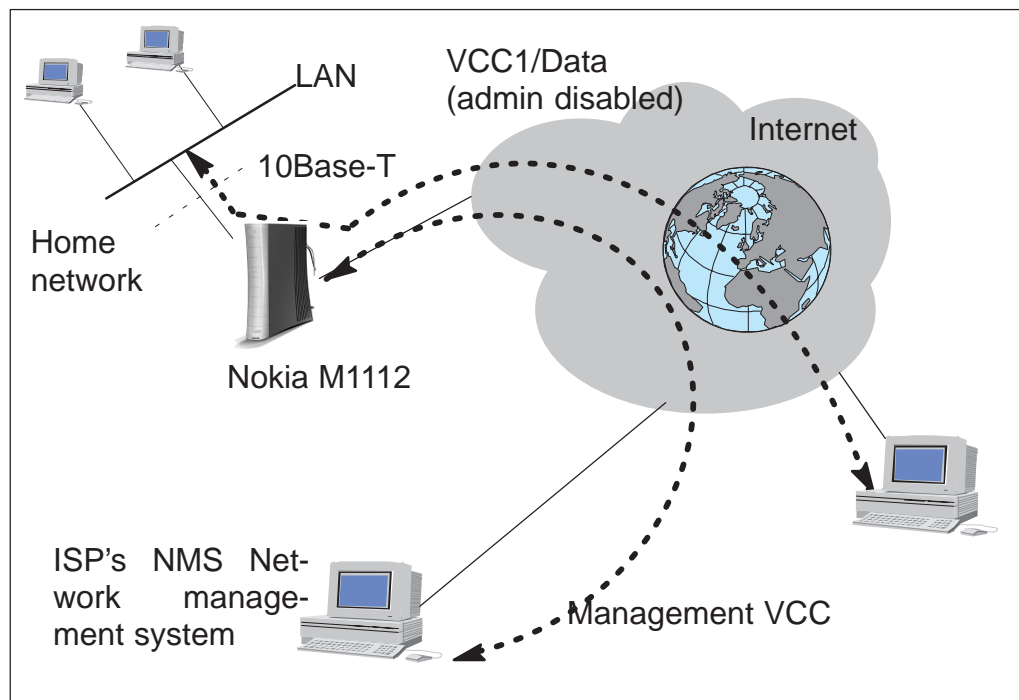 LAN
VCC1/Data
(admin disabled)
Internet
10Base-T
Home
network
Nokia M1112
ISP's NMS Net-
work manage-
ment system
Management VCC